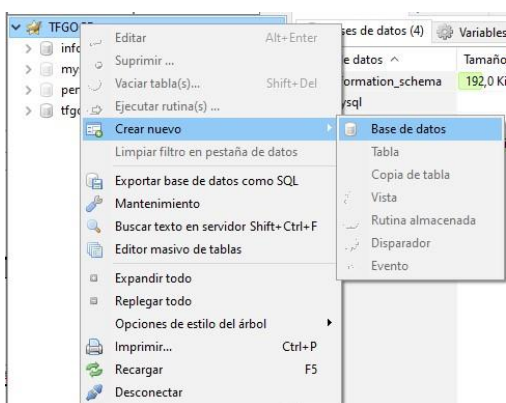 TFGO
ses de datos (4) Variables
Editar Alt+Enter
info
Suprimir ...
e datos Tamaño
mys
Vaciar tabla(s)... Shift+Del
formation_schema 192,0 Ki
per
Ejecutar rutina(s) ...
ysql
tfgo
Crear nuevo
Base de datos
Limpiar filtro en pestaña de datos
Tabla
Exportar base de datos como SQL
Copia de tabla
Mantenimiento
Vista
Buscar texto en servidor Shift+Ctrl+F
Rutina almacenada
Editor masivo de tablas
Disparador
Evento
Expandir todo
Replegar todo
Opciones de estilo del árbol
Imprimir... Ctrl+P
Recargar F5
Desconectar